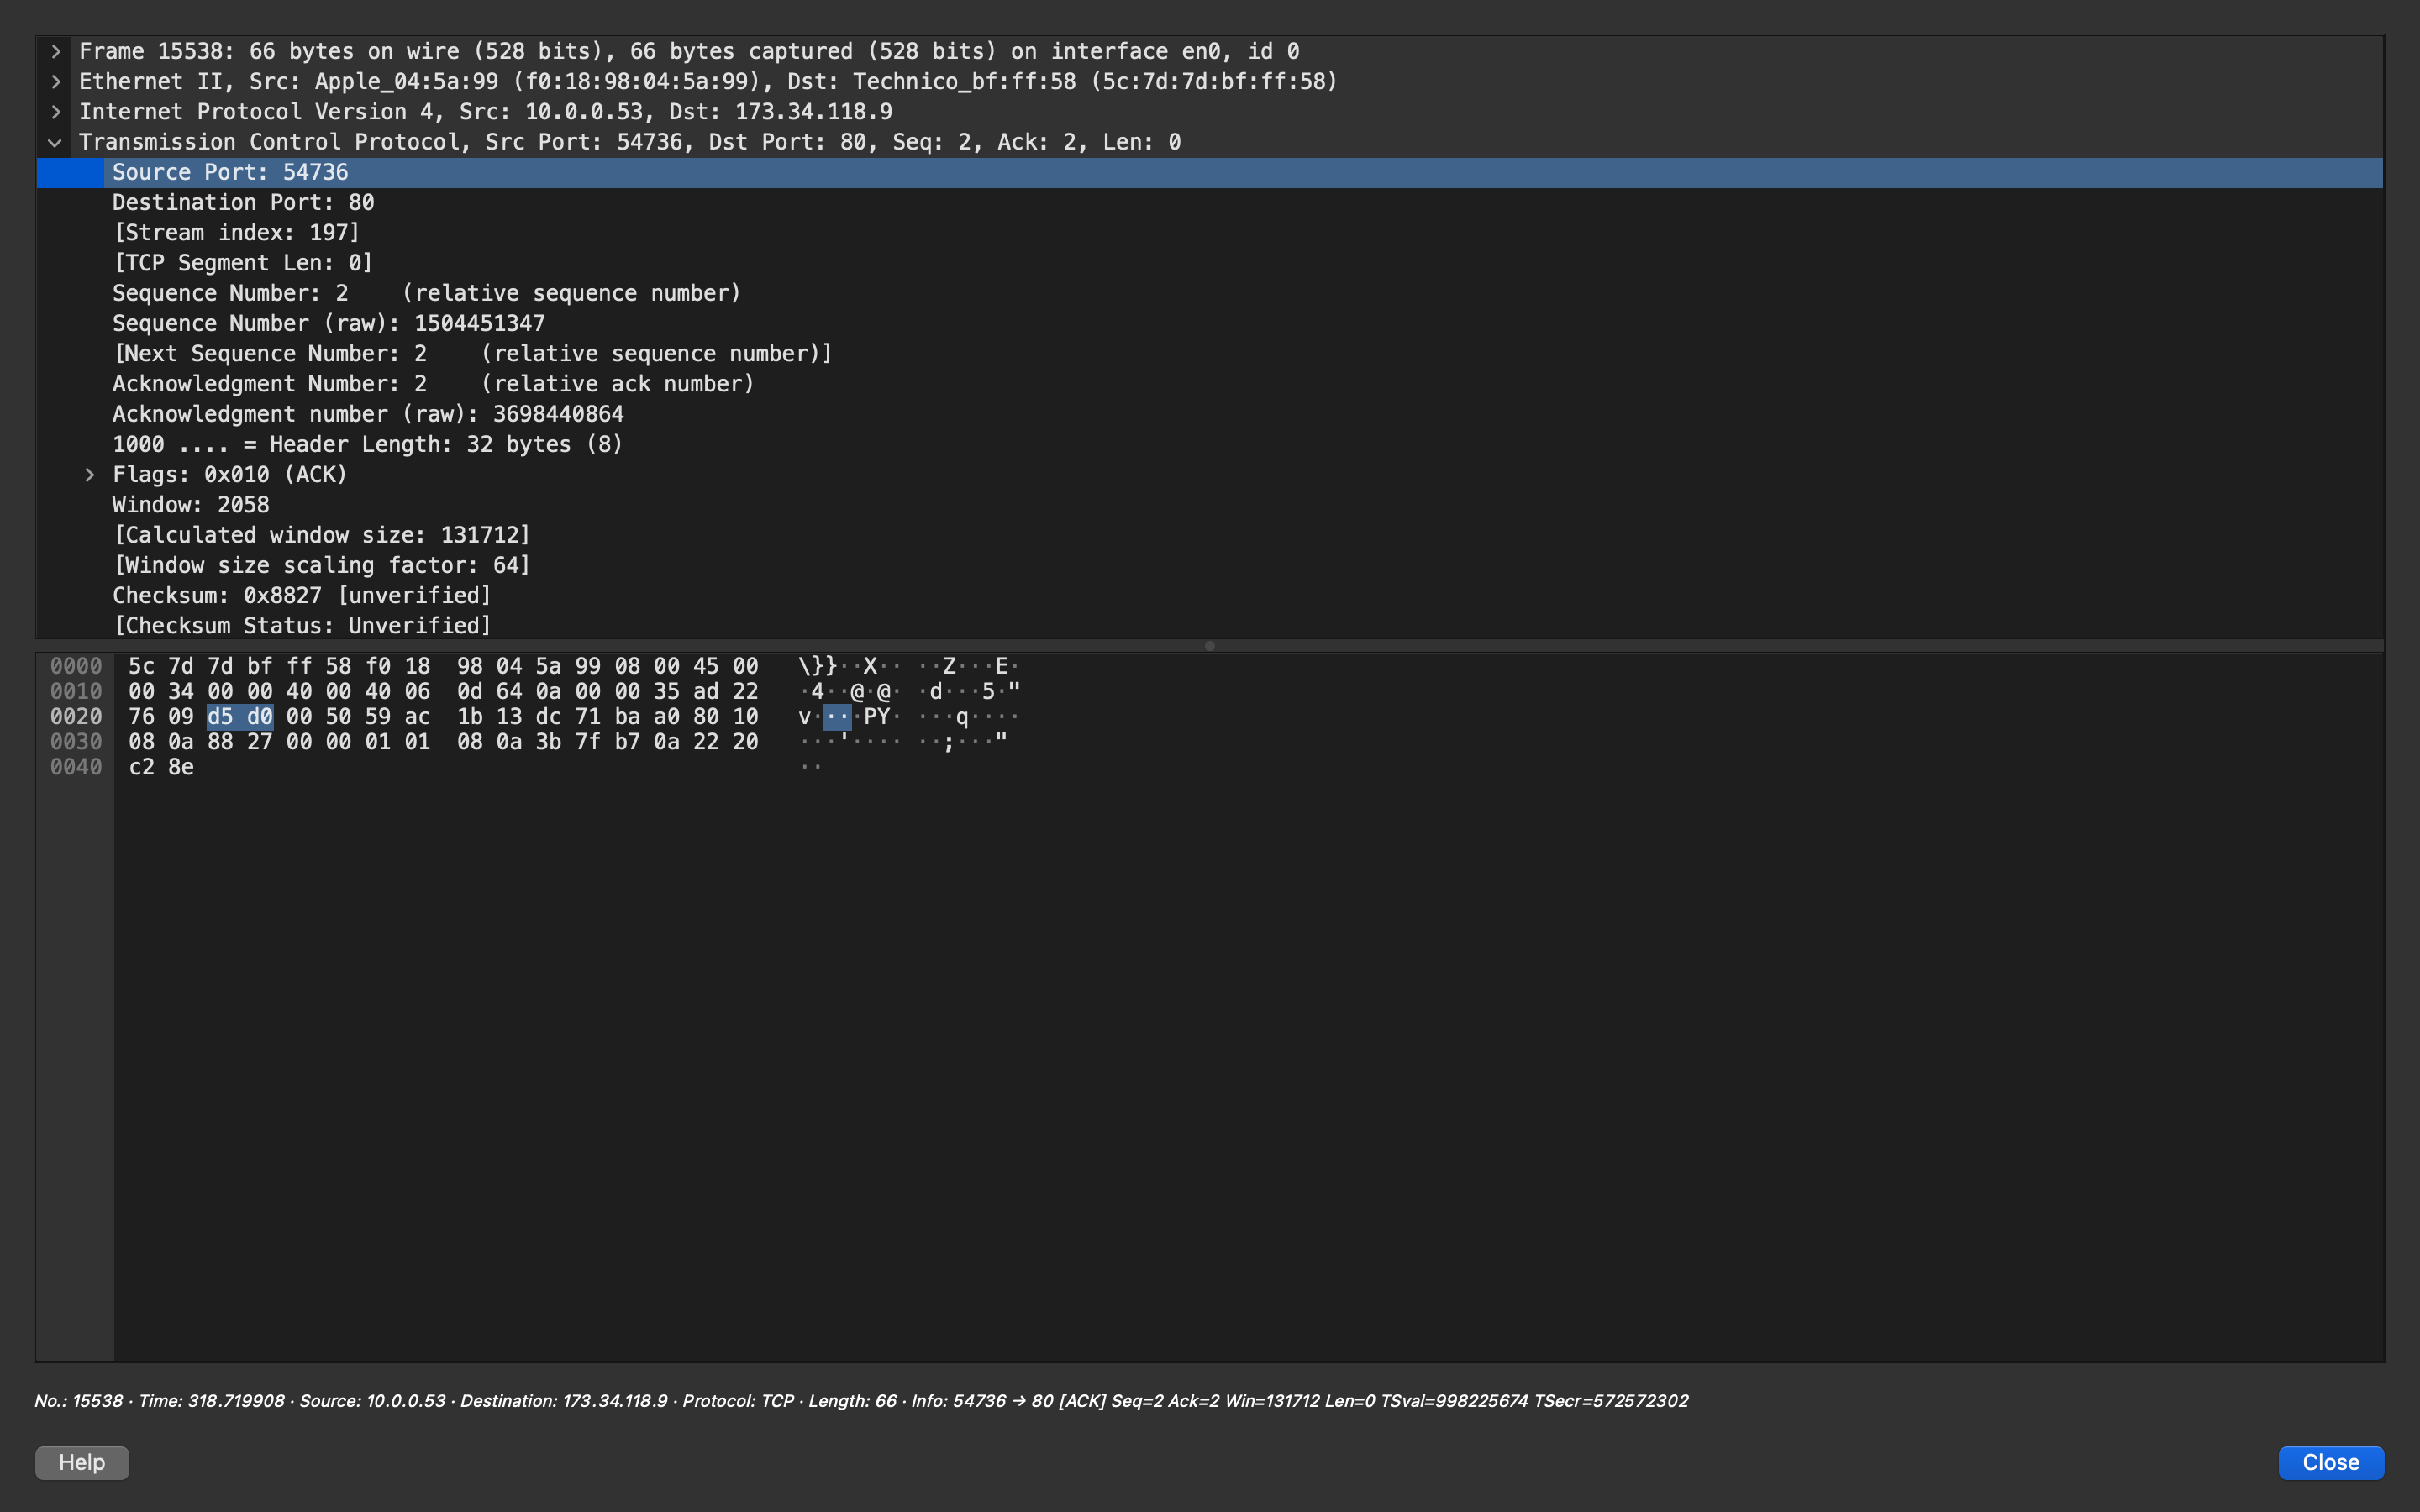 Frame 15538: 66 bytes on wire (528 bits), 66 bytes captured (528 bits) on interface en0, id 0
Ethernet II, Src: Apple_04:5a:99 (f0:18:98:04:5a:99), Dst: Technico_bf:ff:58 (5c:7d:7d:bf:ff:58)
Internet Protocol Version 4, Src: 10.0.0.53, Dst: 173.34.118.9
Transmission Control Protocol, Src Port: 54736, Dst Port: 80, Seq: 2, Ack: 2, Len: 0
Source Port: 54736
Destination Port: 80
[Stream index: 197]
[TCP Segment Len: 0]
Sequence Number: 2    (relative sequence number)
Sequence Number (raw): 1504451347
[Next Sequence Number: 2    (relative sequence number)]
Acknowledgment Number: 2    (relative ack number)
Acknowledgment number (raw): 3698440864
1000 .... = Header Length: 32 bytes (8)
Flags: 0x010 (ACK)
Window: 2058
[Calculated window size: 131712]
[Window size scaling factor: 64]
Checksum: 0x8827 [unverified]
[Checksum Status: Unverified]
0000 5c 7d 7d bf ff 58 f0 18 98 04 5a 99 08 00 45 00 \}}··X·· ··Z···E·
0010 00 34 00 00 40 00 40 06 0d 64 0a 00 00 35 ad 22 ·4··@·@· ·d···5·"
0020 76 09 d5 d0 00 50 59 ac 1b 13 dc 71 ba a0 80 10 v····PY· ···q····
0030 08 0a 88 27 00 00 01 01 08 0a 3b 7f b7 0a 22 20 ···'···· ··;···"
0040 c2 8e ··
No.: 15538 · Time: 318.719908 · Source: 10.0.0.53 · Destination: 173.34.118.9 · Protocol: TCP · Length: 66 · Info: 54736 → 80 [ACK] Seq=2 Ack=2 Win=131712 Len=0 TSval=998225674 TSecr=572572302
Help
Close